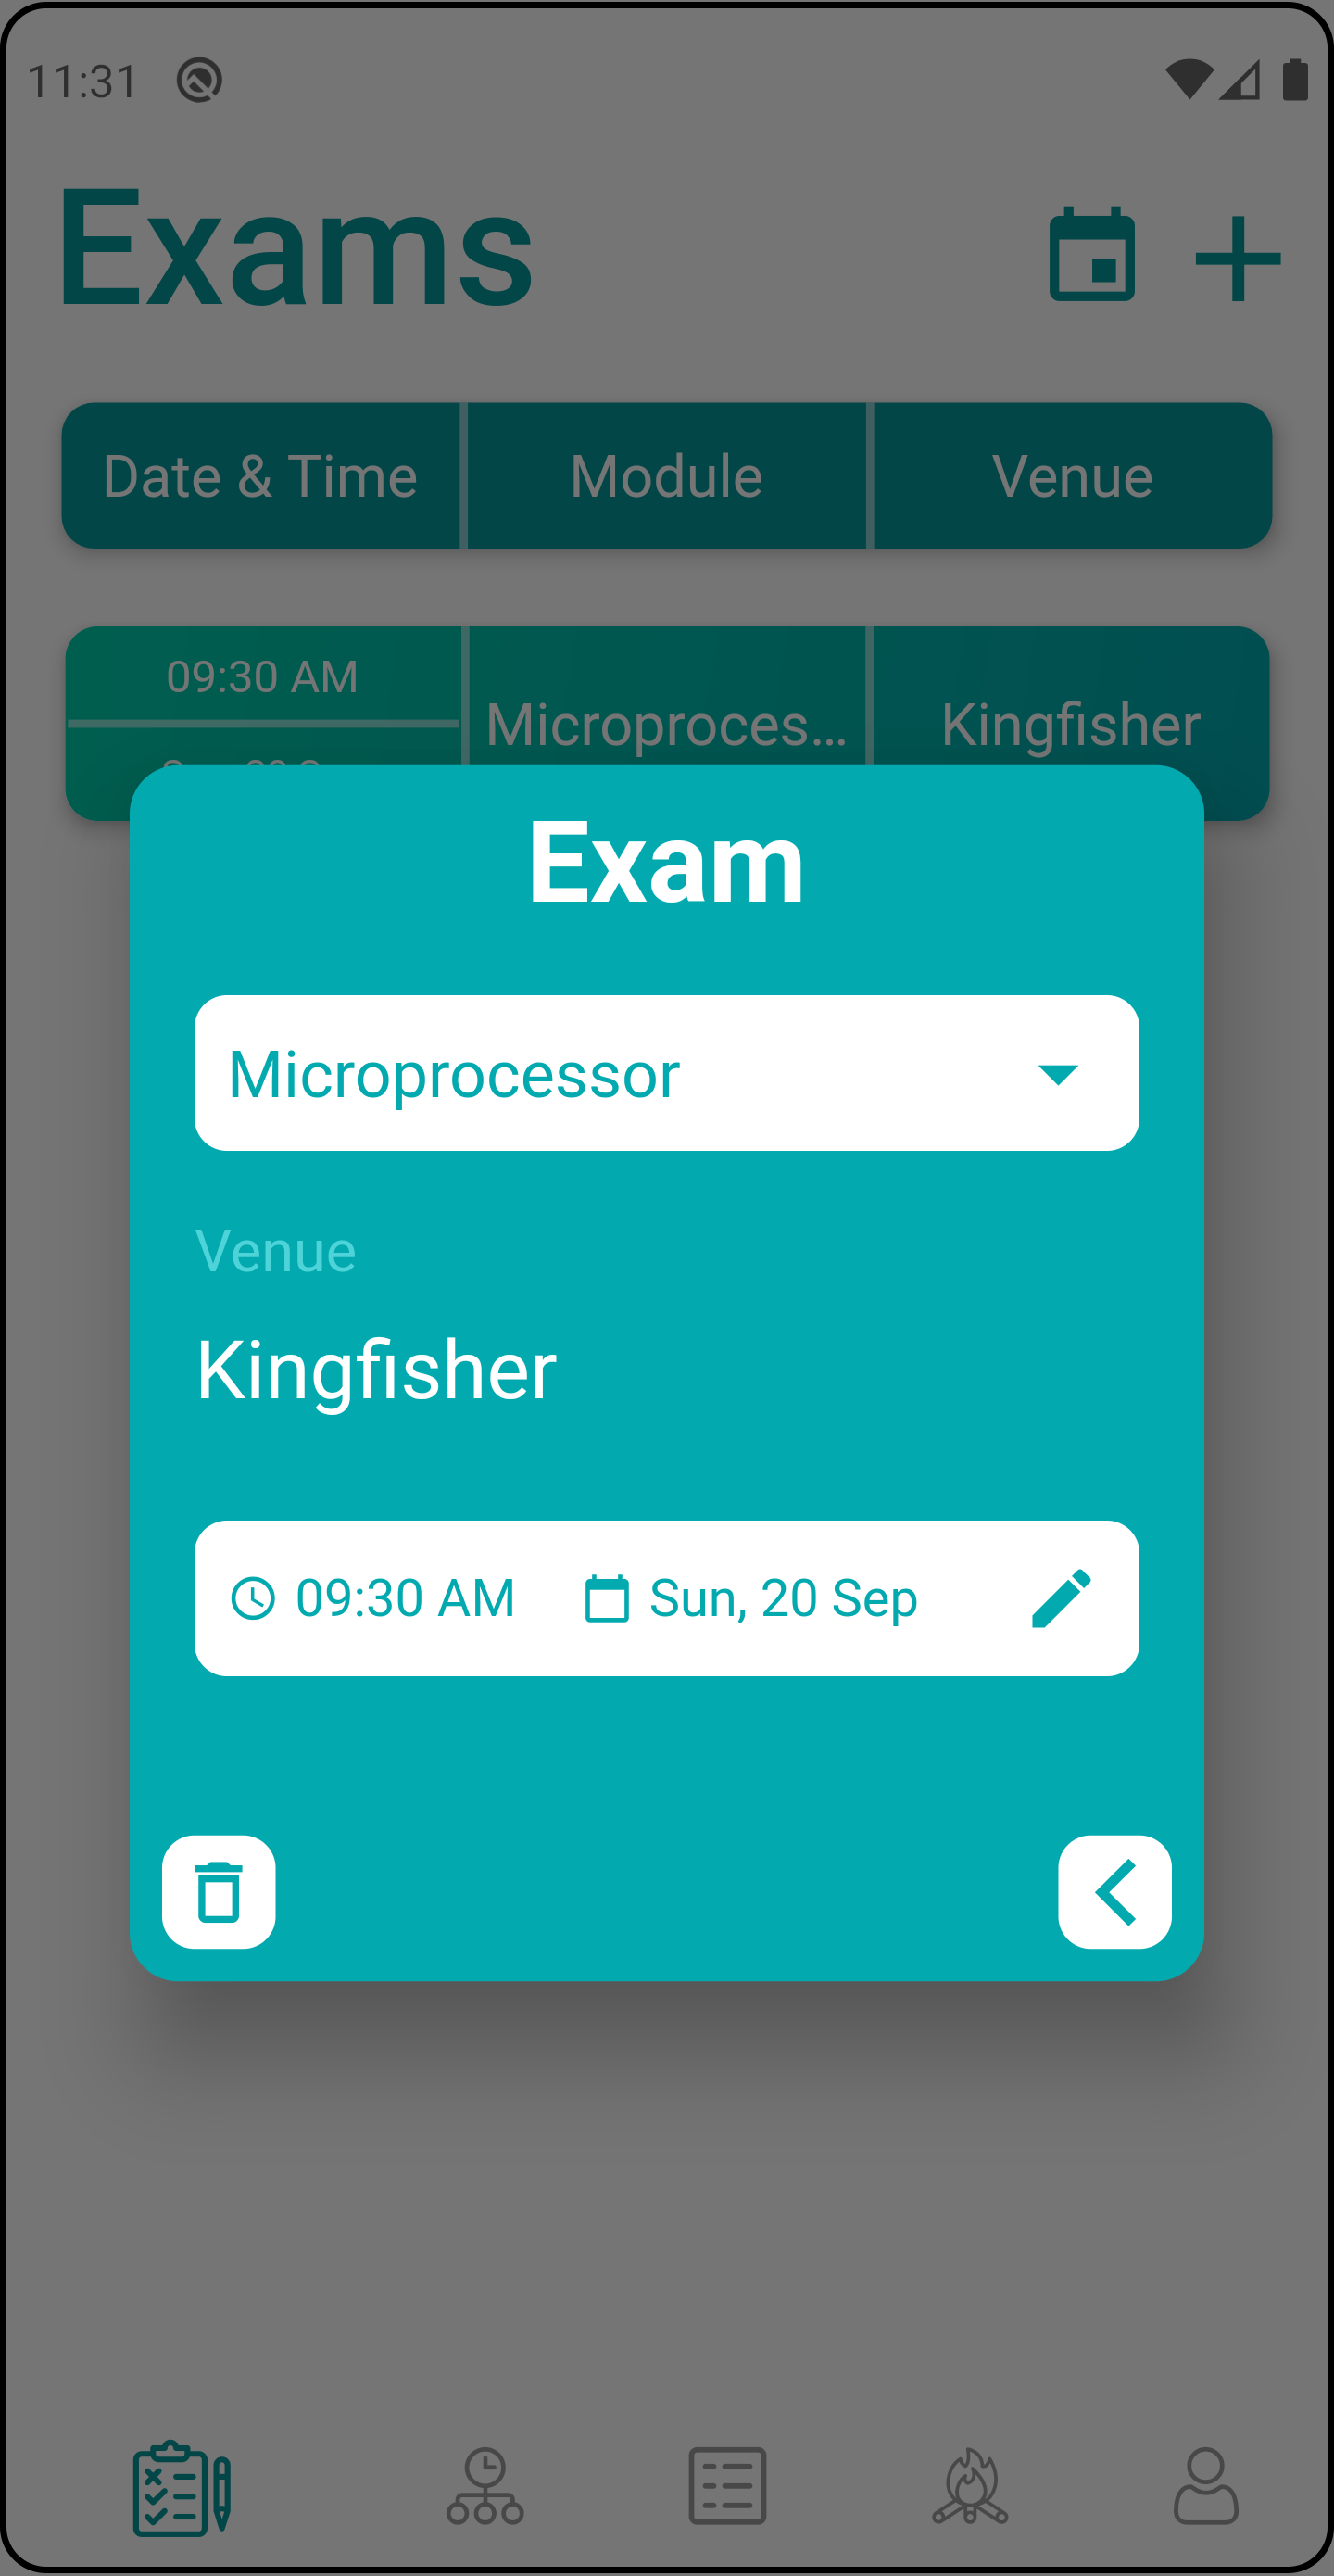 11:31
Exams
Date & Time Module Venue
09:30 AM
Microproces... Kingfisher
Exam
Microprocessor
Venue
Kingfisher
09:30 AM Sun, 20 Sep